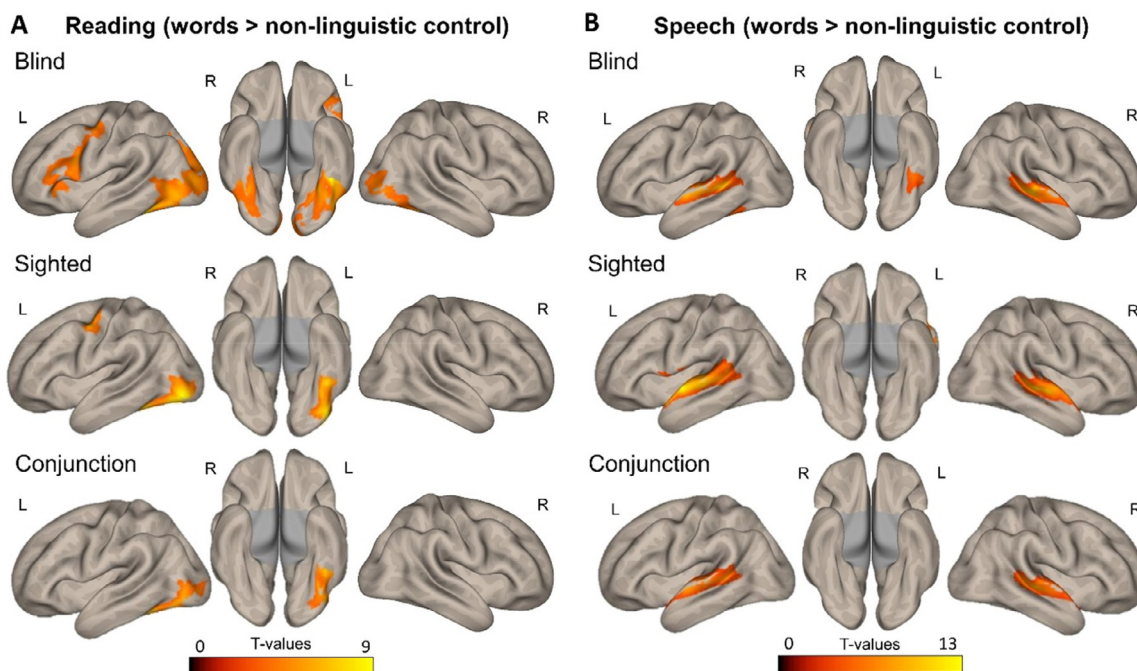 A Reading (words > non-linguistic control)
Blind
R L
L R
Sighted
R L
L R
Conjunction
R L
L R
0 T-values 9
B Speech (words > non-linguistic control)
Blind
R L
L R
Sighted
R L
L R
Conjunction
R L
L R
0 T-values 13